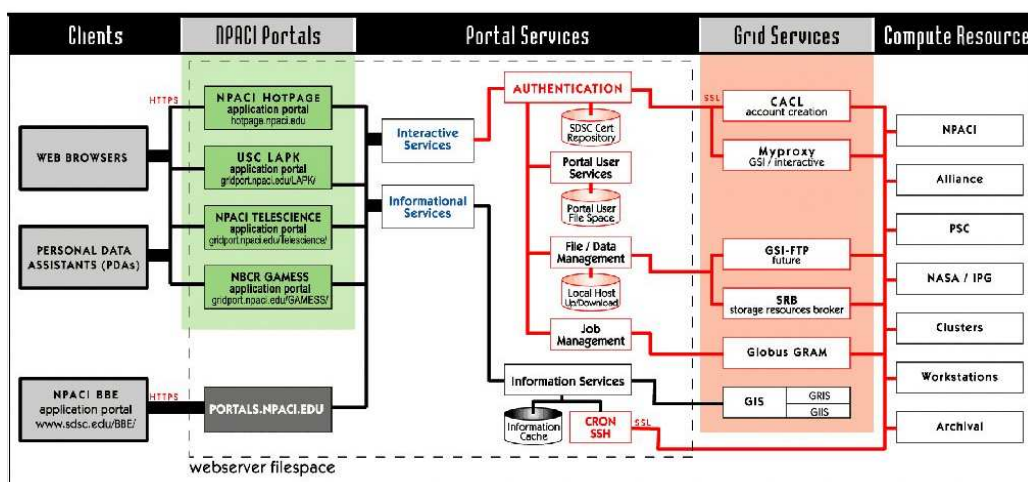 Clients
NPACI Portals
Portal Services
Grid Services
Compute Resource
HTTPS
WEB BROWSERS
PERSONAL DATA
ASSISTANTS (PDAs)
NPACI BBE
application portal
www.sdsc.edu/BBE/
HTTPS
NPACI HOTPAGE
application portal
hotpage.npaci.edu
USC LAPK
application portal
gridport.npaci.edu/LAPK/
NPACI TELESCIENCE
application portal
gridport.npaci.edu/Telescience/
NBCR GAMESS
application portal
gridport.npaci.edu/GAMESS/
PORTALS.NPACI.EDU
webserver filespace
Interactive
Services
Informational
Services
AUTHENTICATION
SDSC Cert
Repository
Portal User
Services
Portal User
File Space
File / Data
Management
Local Host
Up/Download
Job
Management
Information Services
Information
Cache
CRON
SSH
SSL
SSL
CACL
account creation
Myproxy
GSI / interactive
GSI-FTP
future
SRB
storage resources broker
Globus GRAM
GIS
GRIS
GIIS
NPACI
Alliance
PSC
NASA / IPG
Clusters
Workstations
Archival